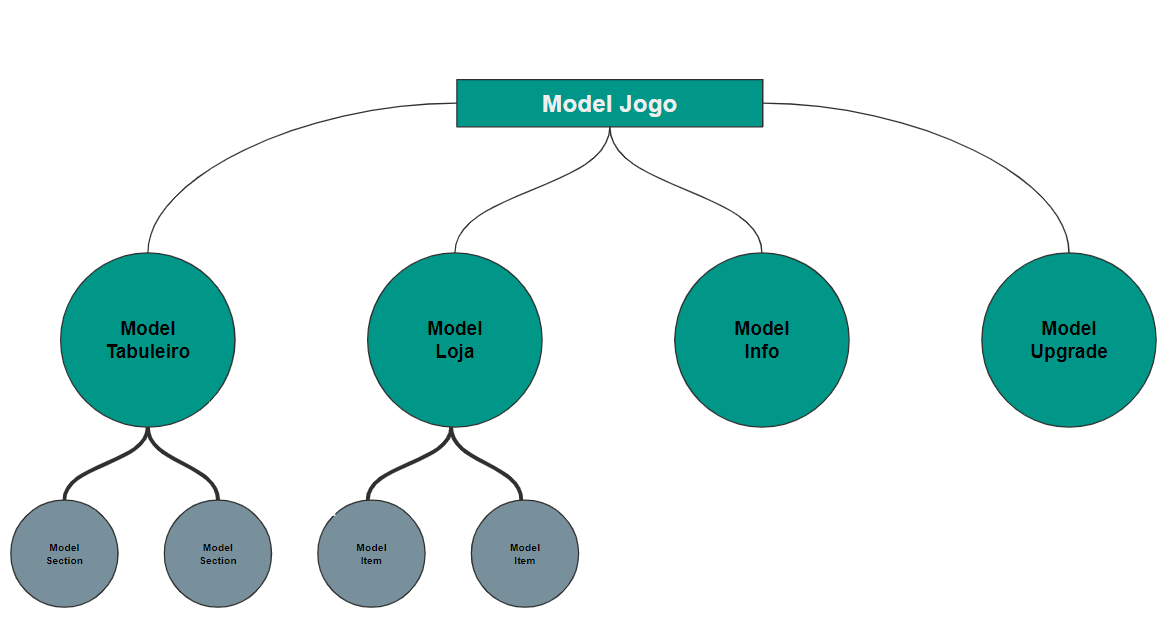 Model Jogo
Model
Tabuleiro
Model
Loja
Model
Info
Model
Upgrade
Model
Section
Model
Section
Model
Item
Model
Item